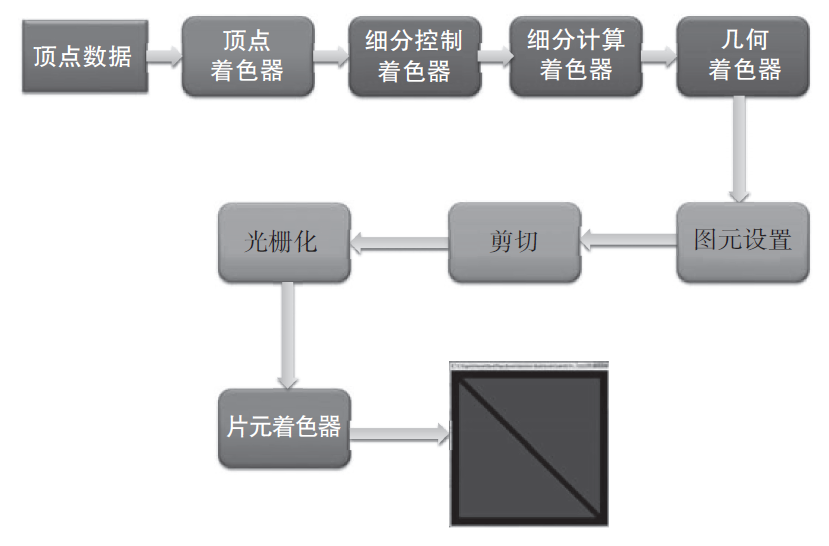 顶点数据
顶点
着色器
细分控制
着色器
细分计算
着色器
几何
着色器
图元设置
剪切
光栅化
片元着色器